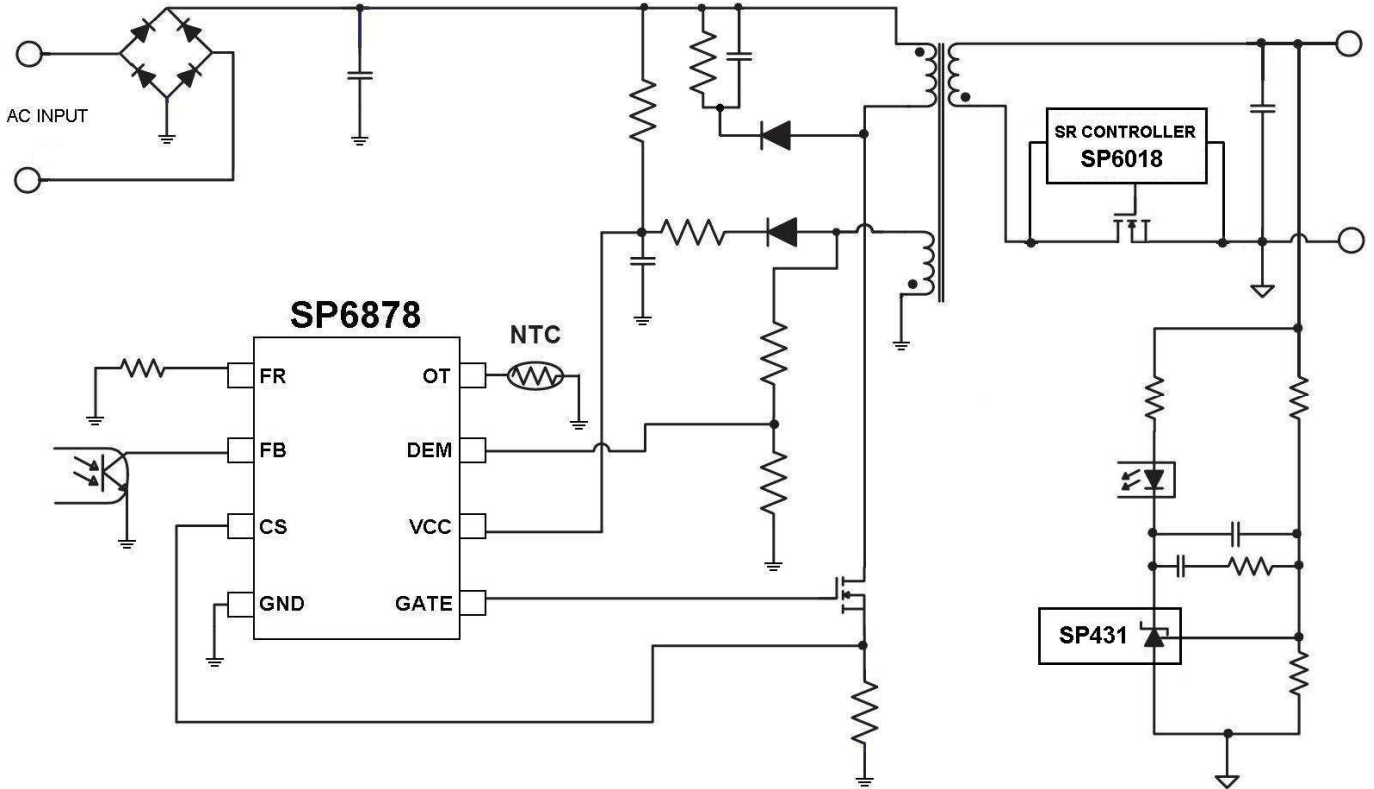 AC INPUT
SR CONTROLLER
SP6018
SP6878
NTC
FR
OT
FB
DEM
CS
VCC
GND
GATE
SP431